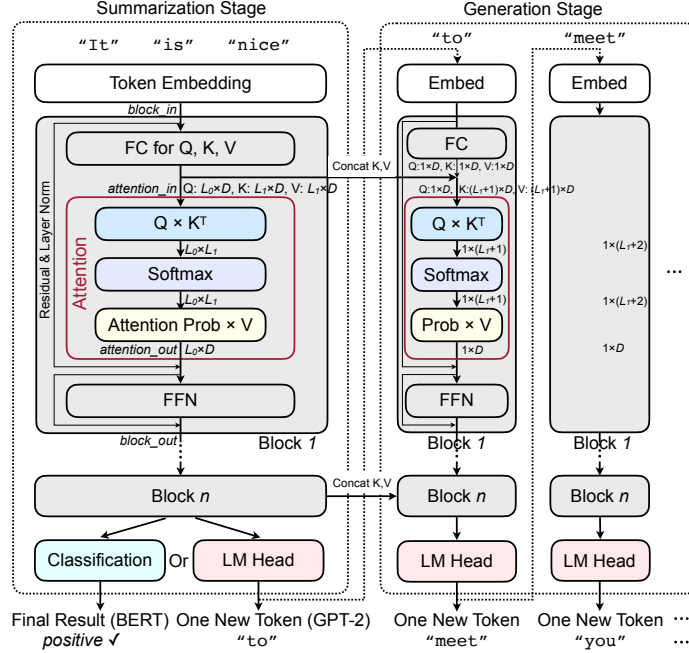 Summarization Stage
"It" "is" "nice"
Token Embedding
block_in
FC for Q, K, V
attention_in Q: L₀×D, K: L₁×D, V: L₁×D
Residual & Layer Norm
Attention
Q × Kᵀ
L₀×L₁
Softmax
L₀×L₁
Attention Prob × V
attention_out L₀×D
FFN
block_out
Block 1
Block n
Classification Or LM Head
Final Result (BERT)
positive ✓
One New Token (GPT-2)
"to"
Concat K,V
Concat K,V
Generation Stage
"to"
Embed
FC
Q:1×D, K: 1×D, V:1×D
Q:1×D, K:(L₁+1)×D, V: (L₁+1)×D
Q × Kᵀ
1×(L₁+1)
Softmax
1×(L₁+1)
Prob × V
1×D
FFN
Block 1
Block n
LM Head
One New Token
"meet"
"meet"
Embed
1×(L₁+2)
1×(L₁+2)
1×D
Block 1
Block n
LM Head
One New Token
"you"
...
...
...